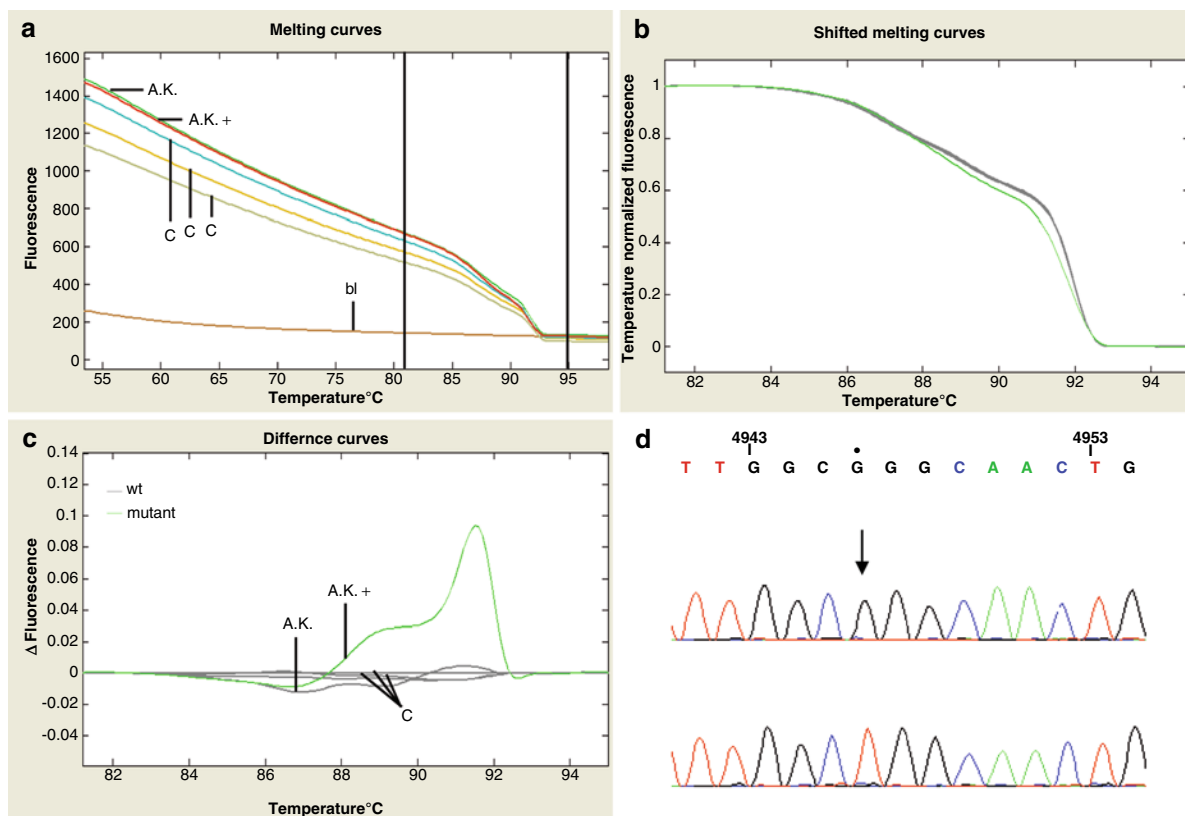 a
Melting curves
1600
1400
1200
1000
800
600
400
200
0
Fluorescence
A.K.
A.K. +
C C C
bl
55 60 65 70 75 80 85 90 95
Temperature°C
b
Shifted melting curves
1
0.8
0.6
0.4
0.2
0
Temperature normalized fluorescence
82 84 86 88 90 92 94
Temperature°C
c
Differnce curves
0.14
0.12
0.1
0.08
0.06
0.04
0.02
0
-0.02
-0.04
Δ Fluorescence
wt
mutant
A.K. +
A.K.
C
82 84 86 88 90 92 94
Temperature°C
d
4943 4953
T T G G C G G G C A A C T G